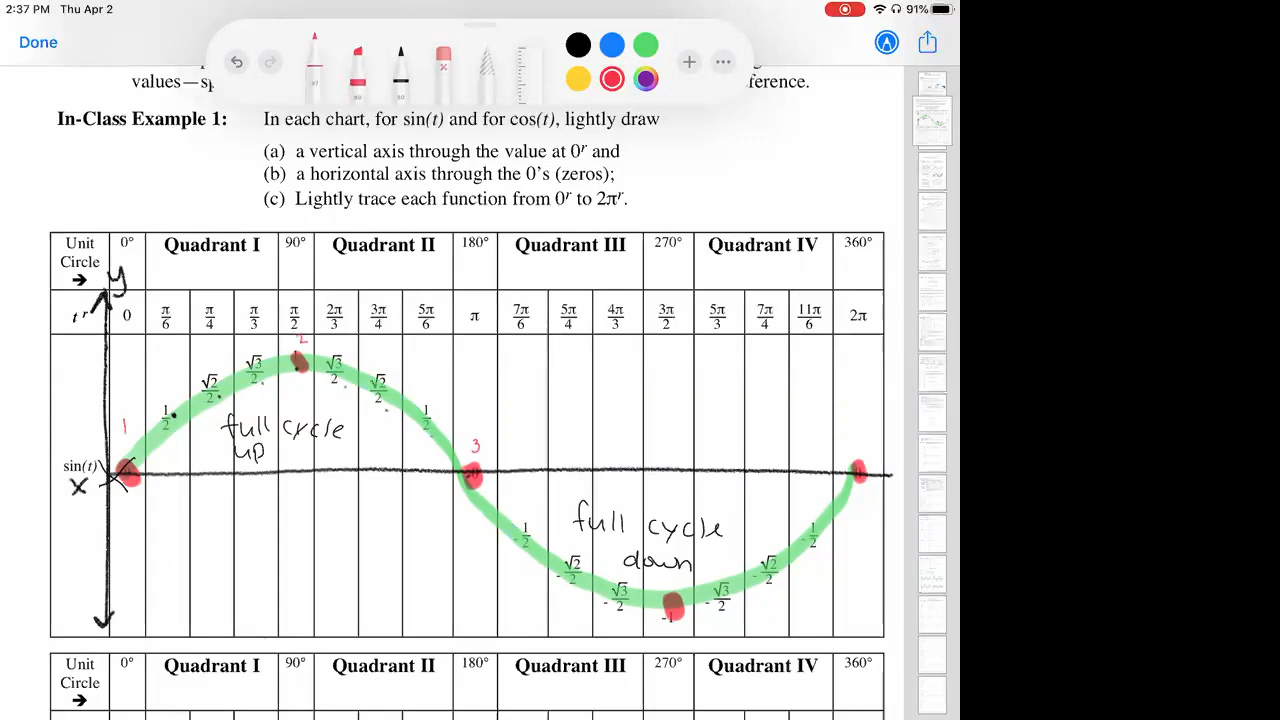 2:37 PM Thu Apr 2
91%
Done
values—sp
ference.
In-Class Example 1: In each chart, for sin(t) and for cos(t), lightly draw
(a) a vertical axis through the value at 0ʳ and
(b) a horizontal axis through the 0's (zeros);
(c) Lightly trace each function from 0ʳ to 2πʳ.
Unit Circle ➔ 0° Quadrant I 90° Quadrant II 180° Quadrant III 270° Quadrant IV 360°
y
tʳ 0 π/6 π/4 π/3 π/2 2π/3 3π/4 5π/6 π 7π/6 5π/4 4π/3 3π/2 5π/3 7π/4 11π/6 2π
2
√3/2 √3/2
√2/2 √2/2
1 1/2 1/2
full cycle
up
3
sin(t)
x
-1/2 full cycle -1/2
down
-√2/2 -√2/2
-√3/2 -√3/2
-1
Unit Circle ➔ 0° Quadrant I 90° Quadrant II 180° Quadrant III 270° Quadrant IV 360°